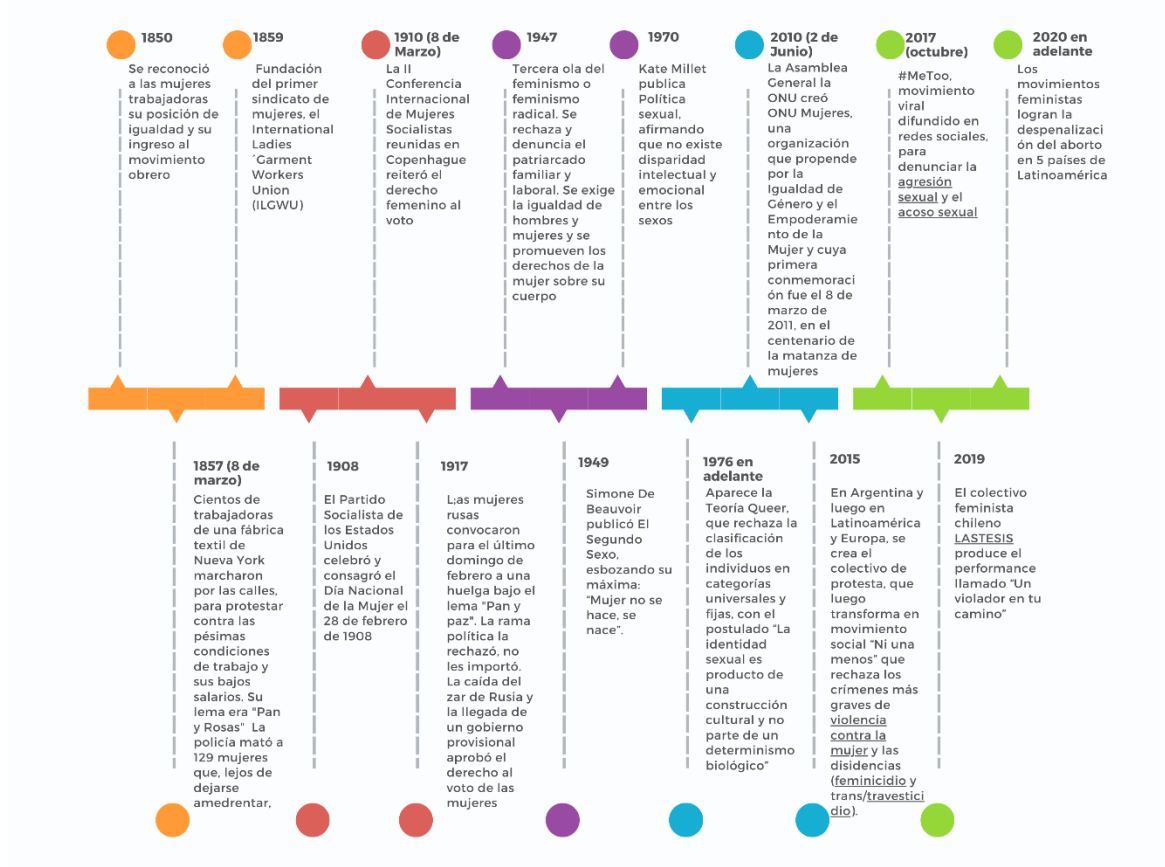 1850
Se reconoció
a las mujeres
trabajadoras
su posición de
igualdad y su
ingreso al
movimiento
obrero
1859
Fundación
del primer
sindicato de
mujeres, el
International
Ladies
´Garment
Workers
Union
(ILGWU)
1910 (8 de
Marzo)
La II
Conferencia
Internacional
de Mujeres
Socialistas
reunidas en
Copenhague
reiteró el
derecho
femenino al
voto
1947
Tercera ola del
feminismo o
feminismo
radical. Se
rechaza y
denuncia el
patriarcado
familiar y
laboral. Se exige
la igualdad de
hombres y
mujeres y se
promueven los
derechos de la
mujer sobre su
cuerpo
1970
Kate Millet
publica
Política
sexual,
afirmando
que no existe
disparidad
intelectual y
emocional
entre los
sexos
2010 (2 de
Junio)
La Asamblea
General la
ONU creó
ONU Mujeres,
una
organización
que propende
por la
Igualdad de
Género y el
Empoderamie
nto de la
Mujer y cuya
primera
conmemoraci
ón fue el 8 de
marzo de
2011, en el
centenario de
la matanza de
mujeres
2017
(octubre)
#MeToo,
movimiento
viral
difundido en
redes sociales,
para
denunciar la
agresión
sexual y el
acoso sexual
2020 en
adelante
Los
movimientos
feministas
logran la
despenalizaci
ón del aborto
en 5 países de
Latinoamérica
1857 (8 de
marzo)
Cientos de
trabajadoras
de una fábrica
textil de
Nueva York
marcharon
por las calles,
para protestar
contra las
pésimas
condiciones
de trabajo y
sus bajos
salarios. Su
lema era "Pan
y Rosas" La
policía mató a
129 mujeres
que, lejos de
dejarse
amedrentar,
1908
El Partido
Socialista de
los Estados
Unidos
celebró y
consagró el
Día Nacional
de la Mujer el
28 de febrero
de 1908
1917
L;as mujeres
rusas
convocaron
para el último
domingo de
febrero a una
huelga bajo el
lema "Pan y
paz". La rama
política la
rechazó, no
les importó.
La caída del
zar de Rusia y
la llegada de
un gobierno
provisional
aprobó el
derecho al
voto de las
mujeres
1949
Simone De
Beauvoir
publicó El
Segundo
Sexo,
esbozando su
máxima:
“Mujer no se
hace, se
nace”.
1976 en
adelante
Aparece la
Teoría Queer,
que rechaza la
clasificación
de los
individuos en
categorías
universales y
fijas, con el
postulado “La
identidad
sexual es
producto de
una
construcción
cultural y no
parte de un
determinismo
biológico”
2015
En Argentina y
luego en
Latinoamérica
y Europa, se
crea el
colectivo de
protesta, que
luego
transforma en
movimiento
social “Ni una
menos” que
rechaza los
crímenes más
graves de
violencia
contra la
mujer y las
disidencias
(feminicidio y
trans/travestici
dio).
2019
El colectivo
feminista
chileno
LASTESIS
produce el
performance
llamado “Un
violador en tu
camino”